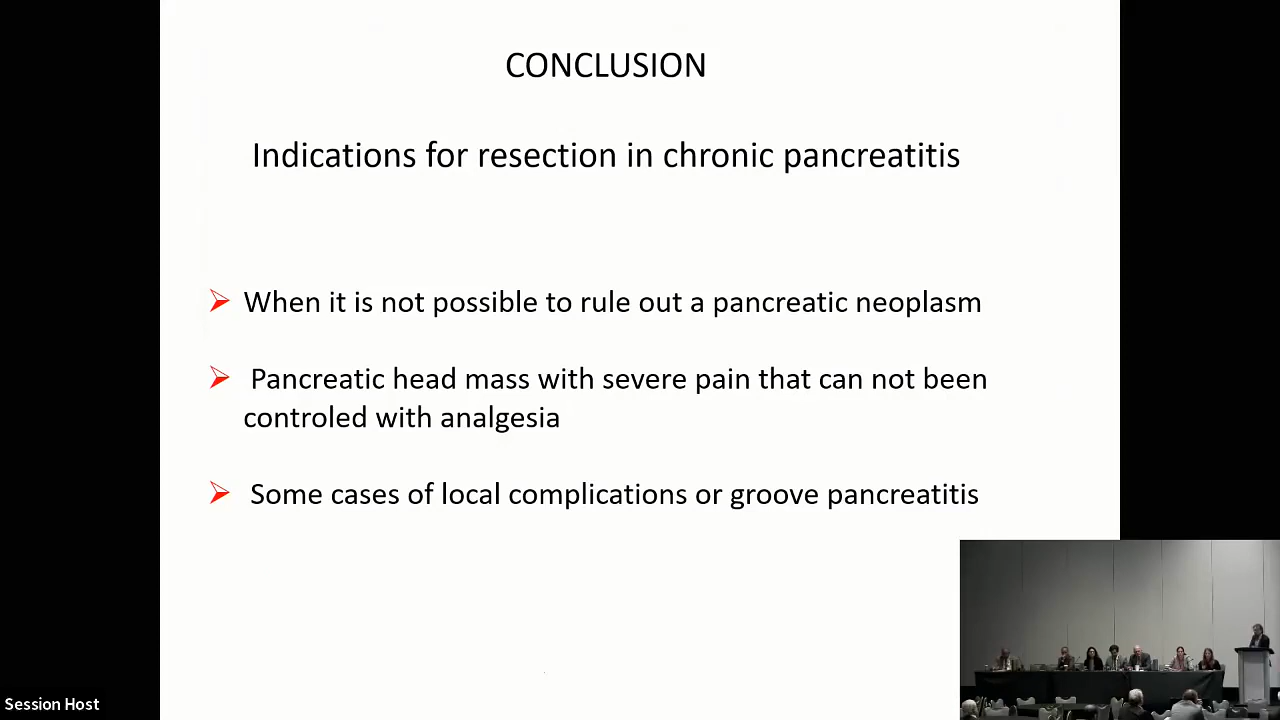 CONCLUSION
Indications for resection in chronic pancreatitis
When it is not possible to rule out a pancreatic neoplasm
Pancreatic head mass with severe pain that can not been
controled with analgesia
Some cases of local complications or groove pancreatitis
Session Host